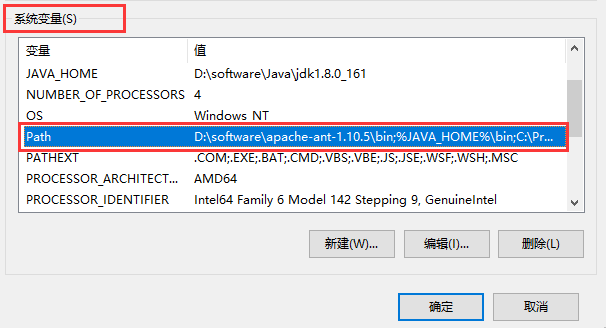 系统变量(S)
变量 值
JAVA_HOME D:\software\Java\jdk1.8.0_161
NUMBER_OF_PROCESSORS 4
OS Windows_NT
Path D:\software\apache-ant-1.10.5\bin;%JAVA_HOME%\bin;C:\Pr...
PATHEXT .COM;.EXE;.BAT;.CMD;.VBS;.VBE;.JS;.JSE;.WSF;.WSH;.MSC
PROCESSOR_ARCHITECT... AMD64
PROCESSOR_IDENTIFIER Intel64 Family 6 Model 142 Stepping 9, GenuineIntel
新建(W)... 编辑(I)... 删除(L)
确定 取消